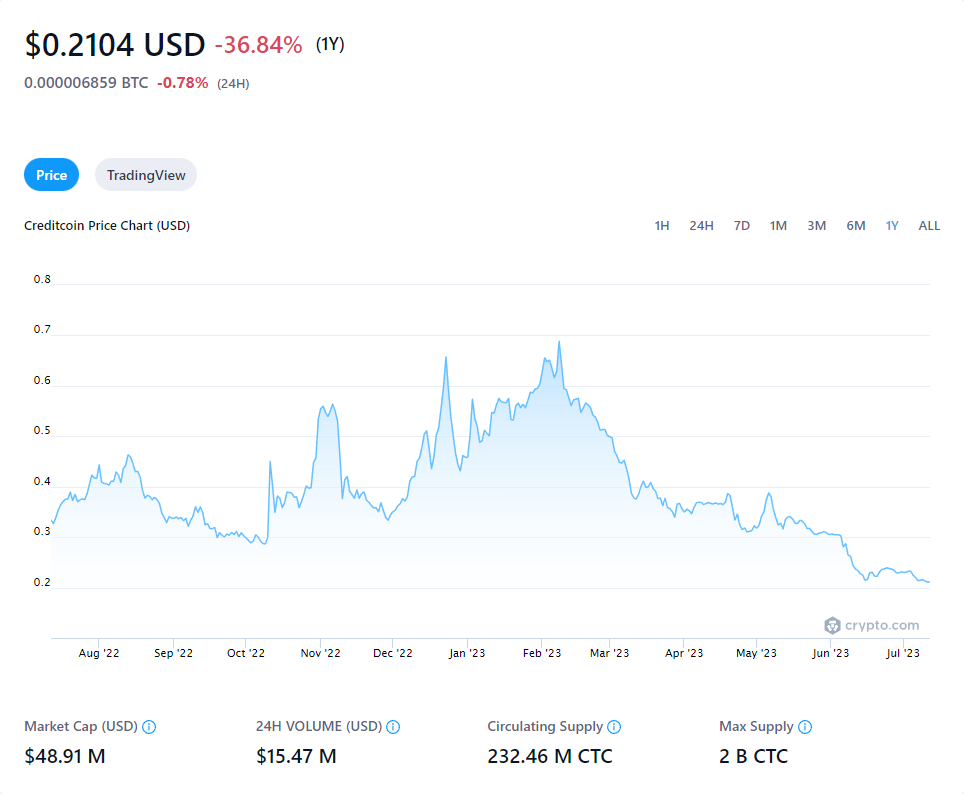 $0.2104 USD -36.84% (1Y)
0.000006859 BTC -0.78% (24H)
Price TradingView
Creditcoin Price Chart (USD) 1H 24H 7D 1M 3M 6M 1Y ALL
0.8
0.7
0.6
0.5
0.4
0.3
0.2
crypto.com
Aug '22 Sep '22 Oct '22 Nov '22 Dec '22 Jan '23 Feb '23 Mar '23 Apr '23 May '23 Jun '23 Jul '23
Market Cap (USD) 24H VOLUME (USD) Circulating Supply Max Supply
$48.91 M $15.47 M 232.46 M CTC 2 B CTC